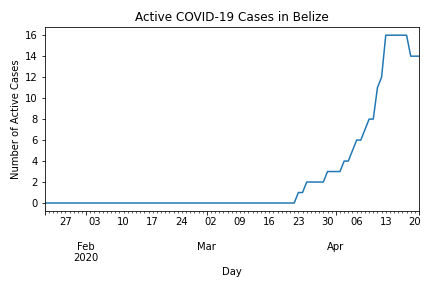 Active COVID-19 Cases in Belize
Number of Active Cases
16
14
12
10
8
6
4
2
0
27 03 10 17 24 02 09 16 23 30 06 13 20
Feb Mar Apr
2020
Day